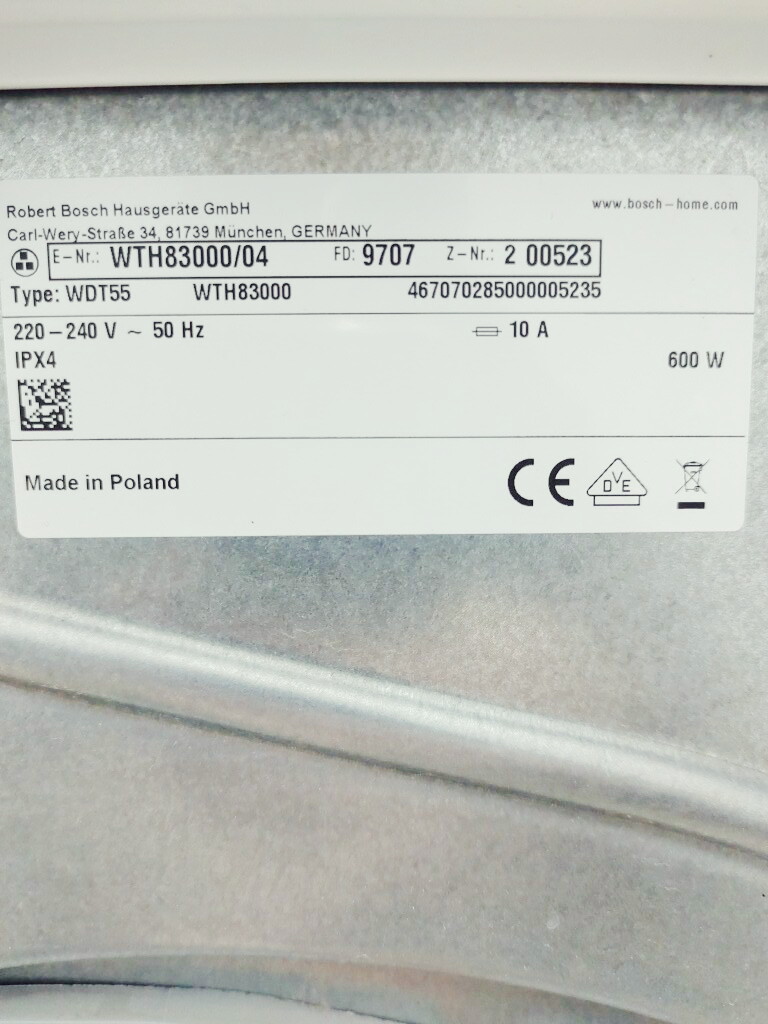 Robert Bosch Hausgeräte GmbH www.bosch-home.com
Carl-Wery-Straße 34, 81739 München, GERMANY
E-Nr.: WTH83000/04 FD: 9707 Z-Nr.: 2 00523
Type: WDT55 WTH83000 467070285000005235
220-240 V ~ 50 Hz 10 A
IPX4 600 W
Made in Poland CE DVE